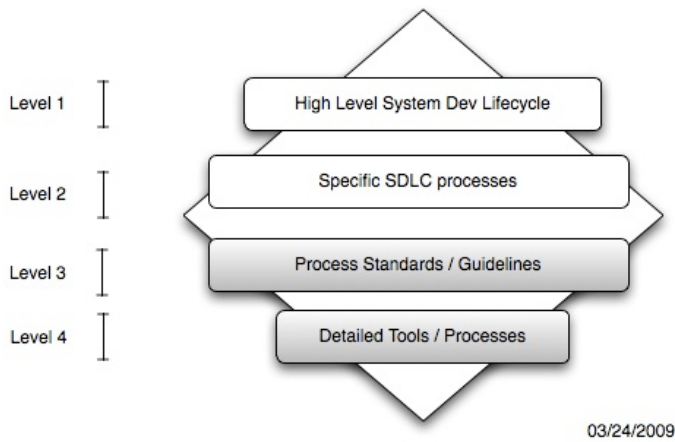 Level 1
High Level System Dev Lifecycle
Level 2
Specific SDLC processes
Level 3
Process Standards / Guidelines
Level 4
Detailed Tools / Processes
03/24/2009